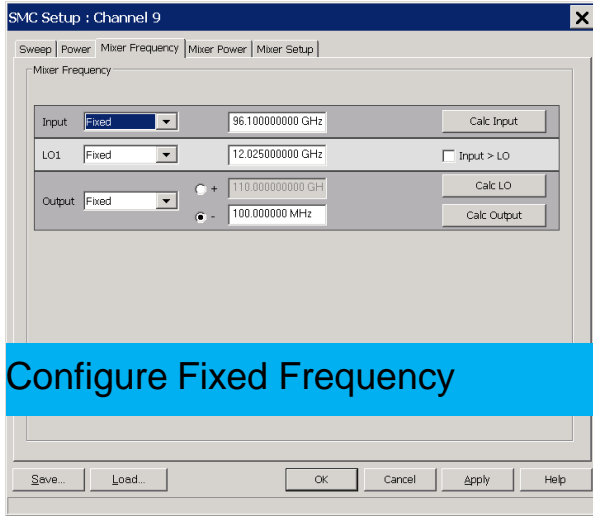 SMC Setup : Channel 9
Sweep Power Mixer Frequency Mixer Power Mixer Setup
Mixer Frequency
Input Fixed 96.100000000 GHz Calc Input
LO1 Fixed 12.025000000 GHz Input > LO
+ 110.000000000 GH Calc LO
Output Fixed
- 100.000000 MHz Calc Output
Configure Fixed Frequency
Save... Load... OK Cancel Apply Help